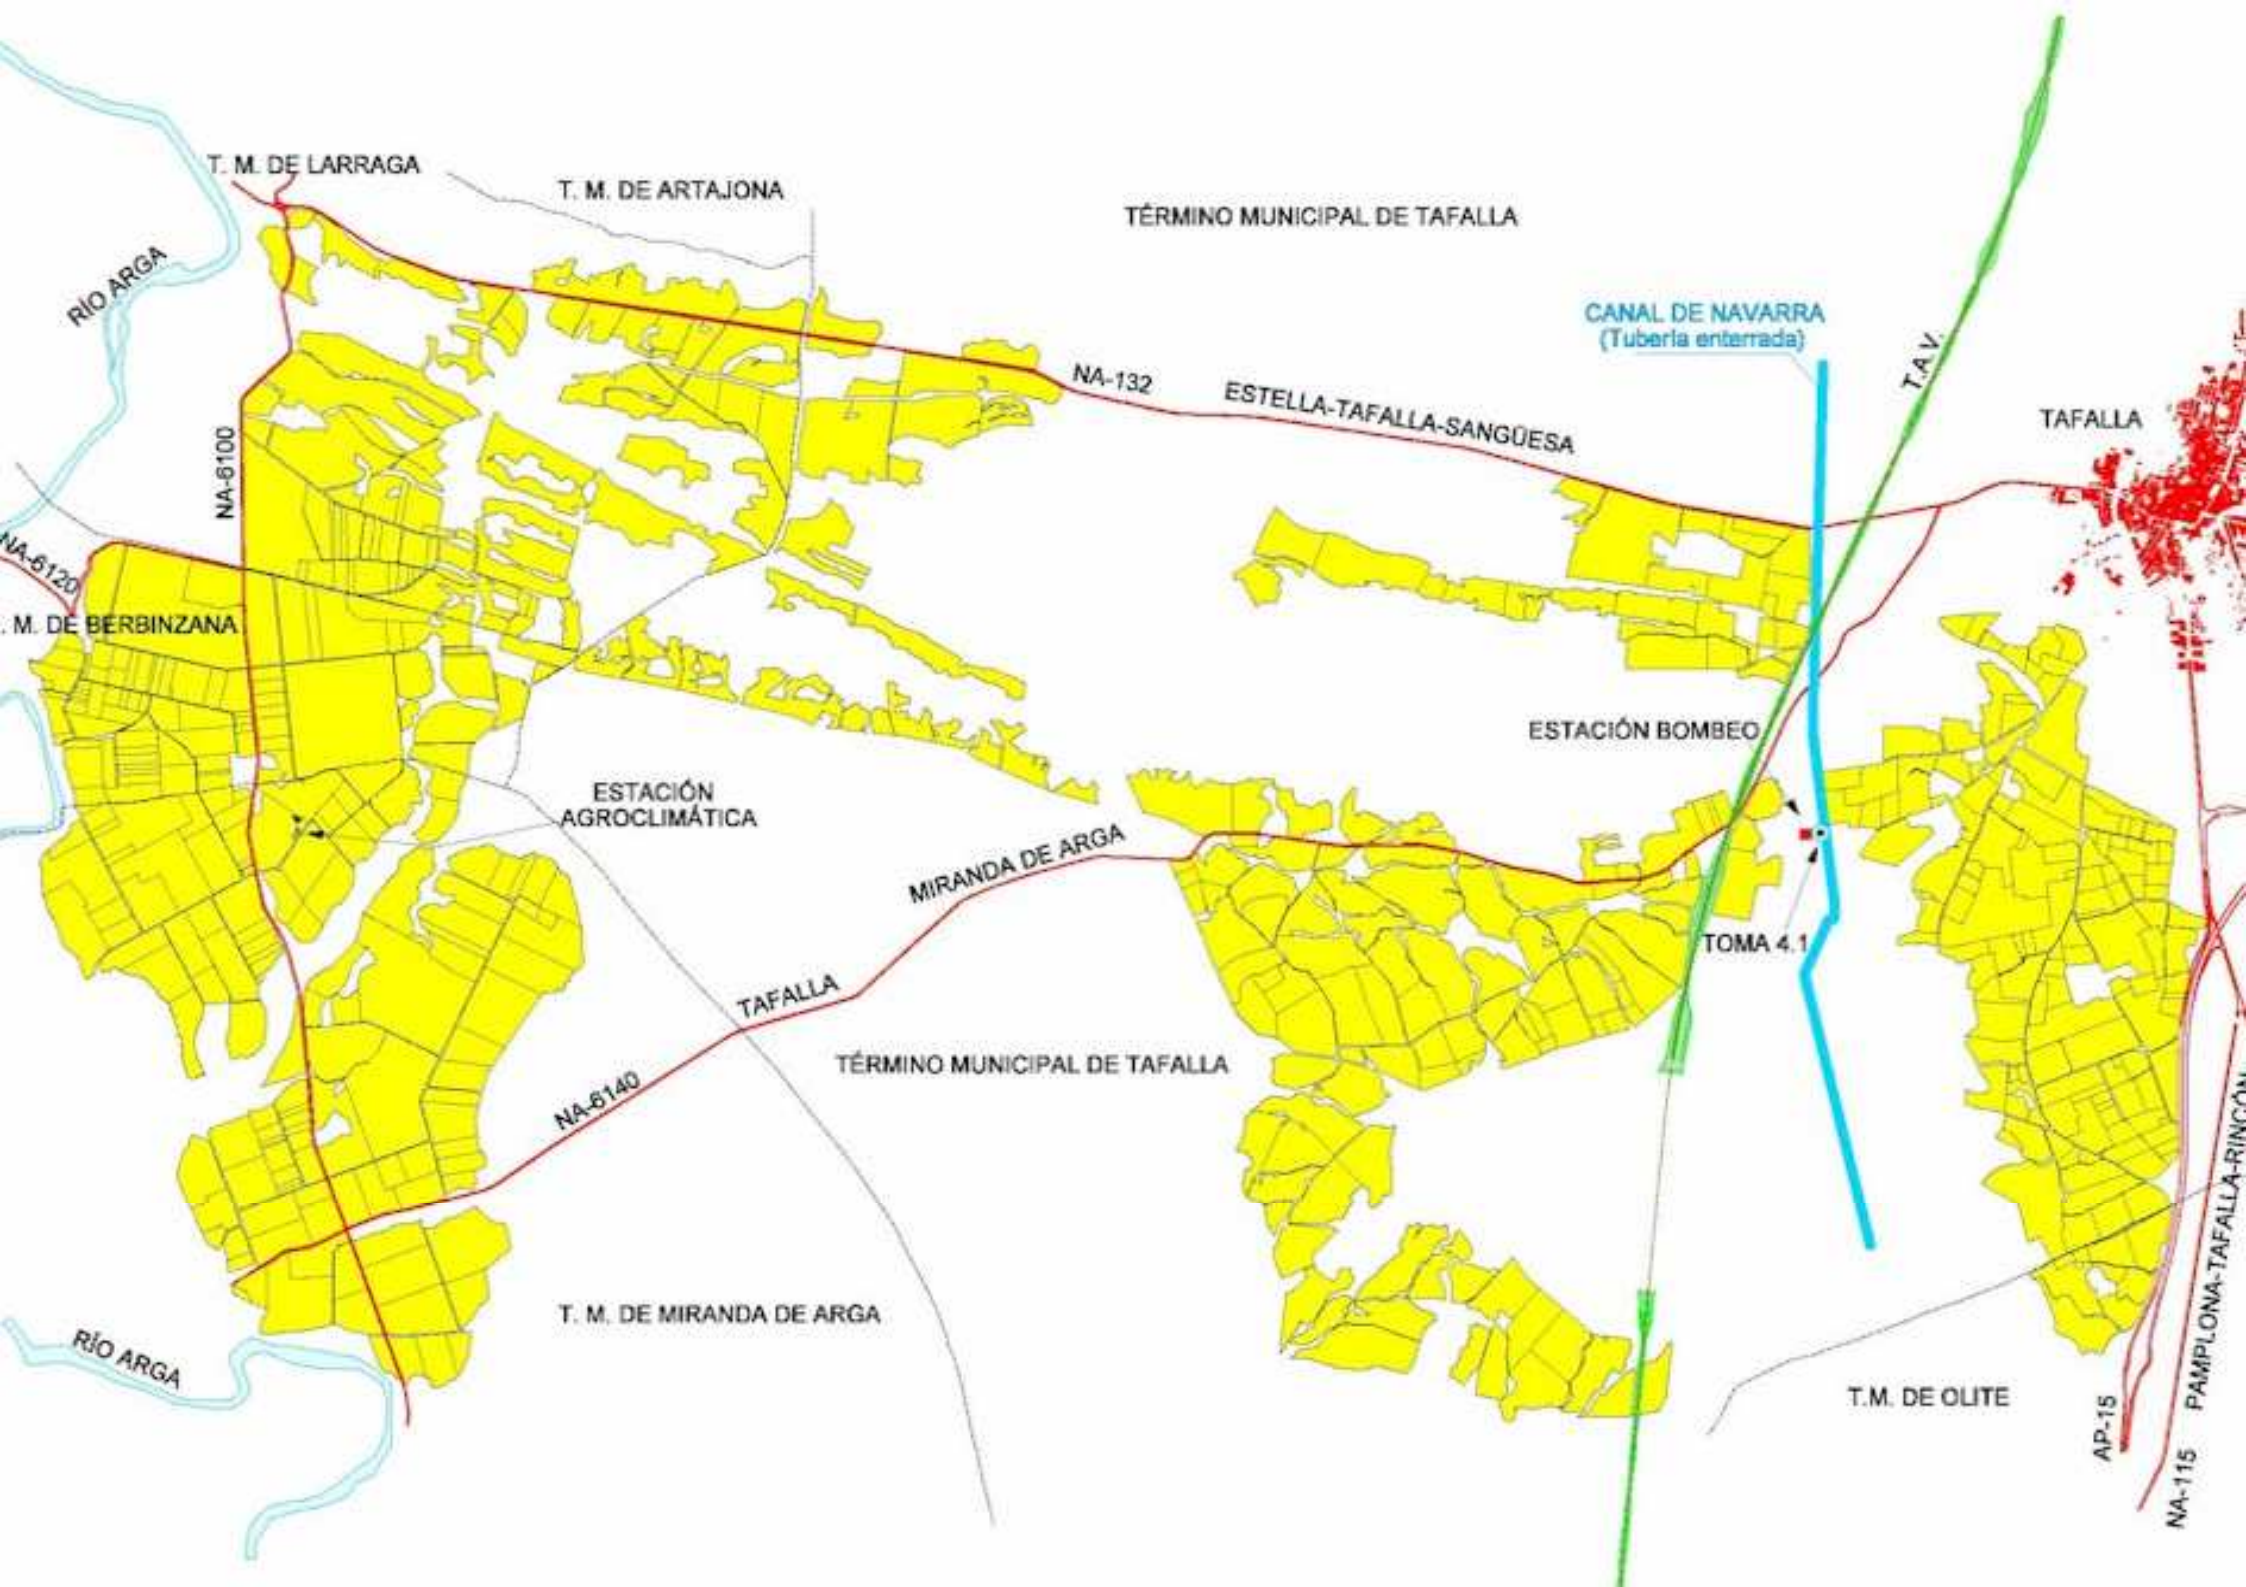 T. M. DE LARRAGA
T. M. DE ARTAJONA
TÉRMINO MUNICIPAL DE TAFALLA
RÍO ARGA
CANAL DE NAVARRA
(Tubería enterrada)
T.A.V.
NA-132
ESTELLA-TAFALLA-SANGÜESA
TAFALLA
NA-6100
NA-6120
. M. DE BERBINZANA
ESTACIÓN BOMBEO
ESTACIÓN
AGROCLIMÁTICA
MIRANDA DE ARGA
TOMA 4.1
TAFALLA
TÉRMINO MUNICIPAL DE TAFALLA
NA-6140
T. M. DE MIRANDA DE ARGA
RÍO ARGA
T.M. DE OLITE
AP-15
NA-115 PAMPLONA-TAFALLA-RINCÓN